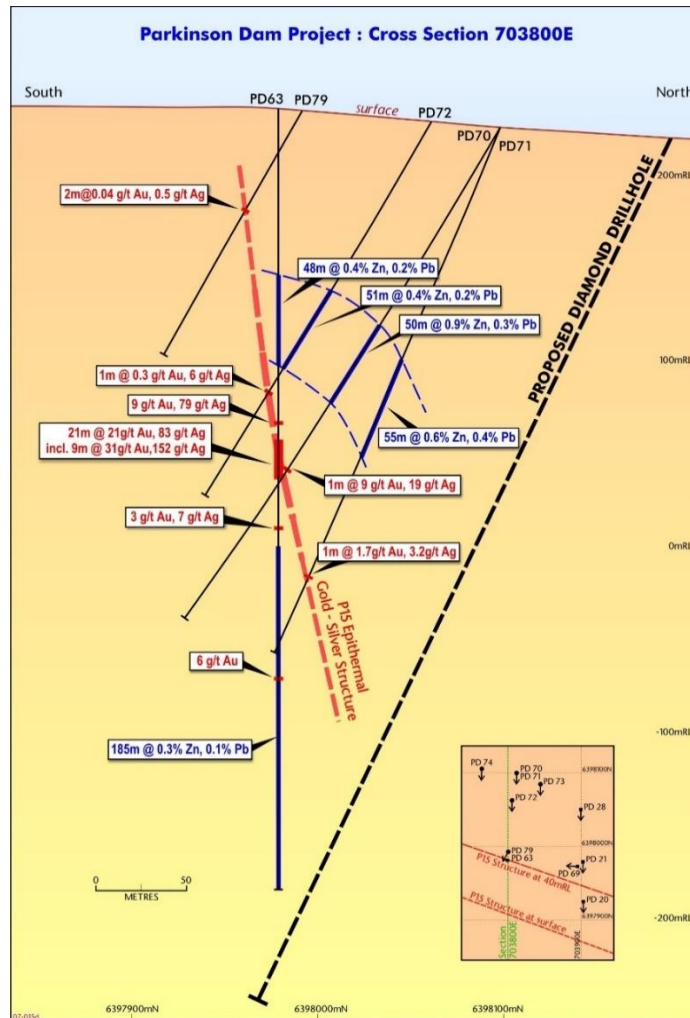 Parkinson Dam Project : Cross Section 703800E
South
North
PD63
PD79
surface
PD72
PD70
PD71
200mRL
2m@0.04 g/t Au, 0.5 g/t Ag
48m @ 0.4% Zn, 0.2% Pb
51m @ 0.4% Zn, 0.2% Pb
50m @ 0.9% Zn, 0.3% Pb
PROPOSED DIAMOND DRILLHOLE
100mRL
1m @ 0.3 g/t Au, 6 g/t Ag
9 g/t Au, 79 g/t Ag
21m @ 21g/t Au, 83 g/t Ag
incl. 9m @ 31g/t Au,152 g/t Ag
55m @ 0.6% Zn, 0.4% Pb
1m @ 9 g/t Au, 19 g/t Ag
3 g/t Au, 7 g/t Ag
0mRL
1m @ 1.7g/t Au, 3.2g/t Ag
P15 Epithermal
Gold - Silver Structure
6 g/t Au
-100mRL
185m @ 0.3% Zn, 0.1% Pb
PD 74
PD 70
PD 71
6398100N
PD 73
PD 72
PD 28
6398000N
PD 79
PD 63
PD 21
PD 69
P15 Structure at 40mRL
PD 20
6397900N
P15 Structure at surface
Section
703800E
703900E
0
50
METRES
-200mRL
6397900mN
6398000mN
6398100mN